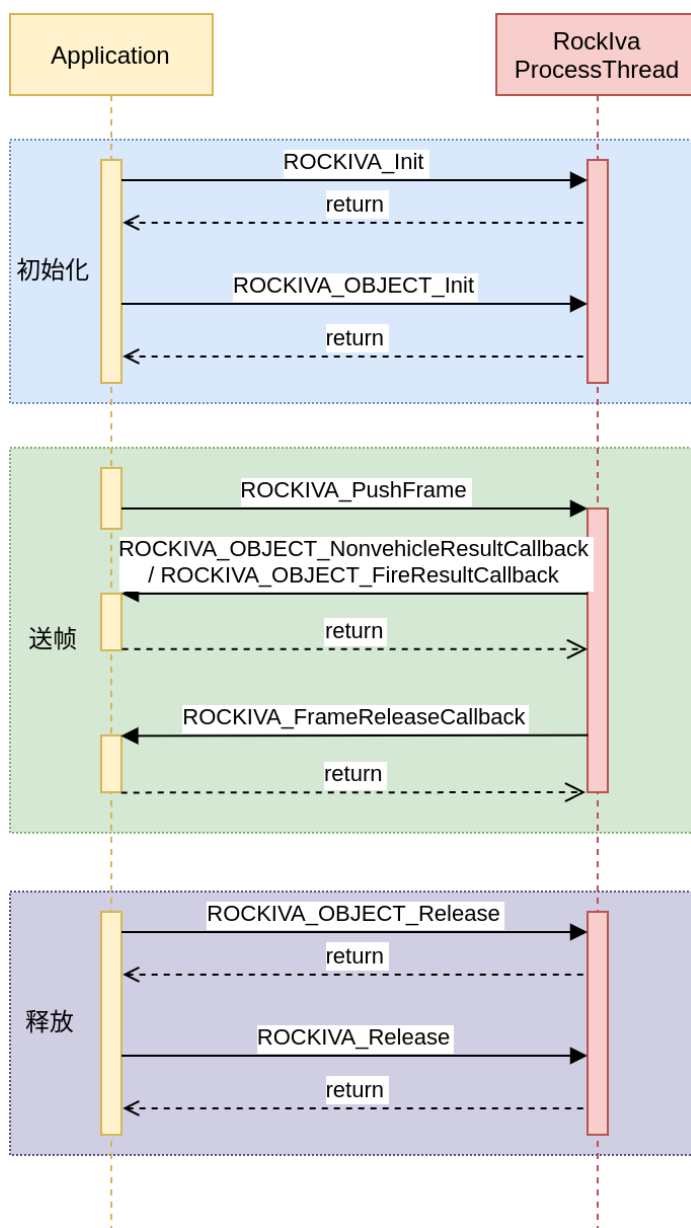 Application
RockIva
ProcessThread
ROCKIVA_Init
return
初始化
ROCKIVA_OBJECT_Init
return
ROCKIVA_PushFrame
ROCKIVA_OBJECT_NonvehicleResultCallback
/ ROCKIVA_OBJECT_FireResultCallback
return
送帧
ROCKIVA_FrameReleaseCallback
return
ROCKIVA_OBJECT_Release
return
释放
ROCKIVA_Release
return